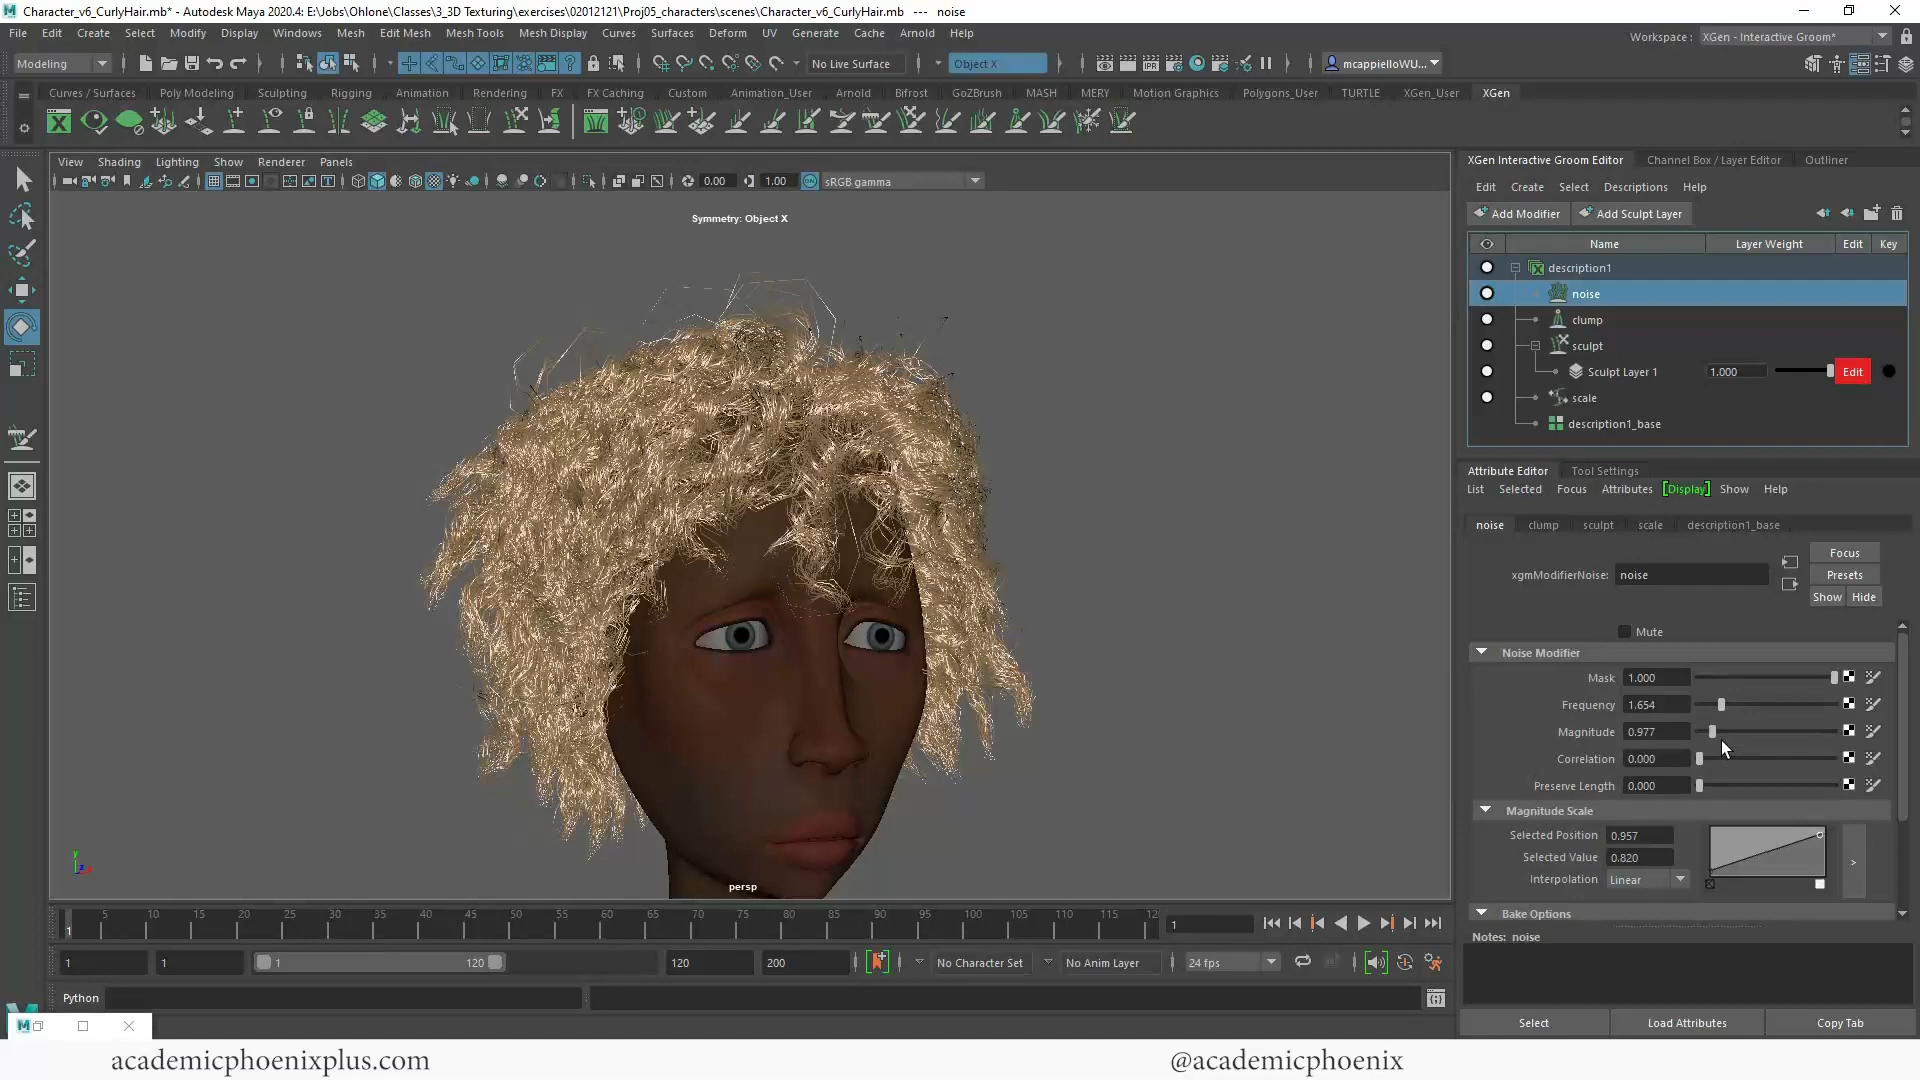 Character_v6_CurlyHair.mb* - Autodesk Maya 2020.4: E:\Jobs\Ohlone\Classes\3_3D Texturing\exercises\02012121\Proj05_characters\scenes\Character_v6_CurlyHair.mb --- noise
File Edit Create Select Modify Display Windows Mesh Edit Mesh Mesh Tools Mesh Display Curves Surfaces Deform UV Generate Cache Arnold Help
Workspace : XGen - Interactive Groom*
Modeling No Live Surface Object X mcappielloWU...
Curves / Surfaces Poly Modeling Sculpting Rigging Animation Rendering FX FX Caching Custom Animation_User Arnold Bifrost GoZBrush MASH MERY Motion Graphics Polygons_User TURTLE XGen_User XGen
View Shading Lighting Show Renderer Panels
0.00 1.00 sRGB gamma
Symmetry: Object X
persp
XGen Interactive Groom Editor Channel Box / Layer Editor Outliner
Edit Create Select Descriptions Help
Add Modifier Add Sculpt Layer
Name Layer Weight Edit Key
description1
noise
clump
sculpt
Sculpt Layer 1 1.000 Edit
scale
description1_base
Attribute Editor Tool Settings
List Selected Focus Attributes [Display] Show Help
noise clump sculpt scale description1_base
Focus
xgmModifierNoise: noise Presets
Show Hide
Mute
Noise Modifier
Mask 1.000
Frequency 1.654
Magnitude 0.977
Correlation 0.000
Preserve Length 0.000
Magnitude Scale
Selected Position 0.957
Selected Value 0.820
Interpolation Linear
>
Bake Options
Notes: noise
Select Load Attributes Copy Tab
5 10 15 20 25 30 35 40 45 50 55 60 65 70 75 80 85 90 95 100 105 110 115 12
1 1
1 1 1 120 120 200 No Character Set No Anim Layer 24 fps
Python
academicphoenixplus.com @academicphoenix